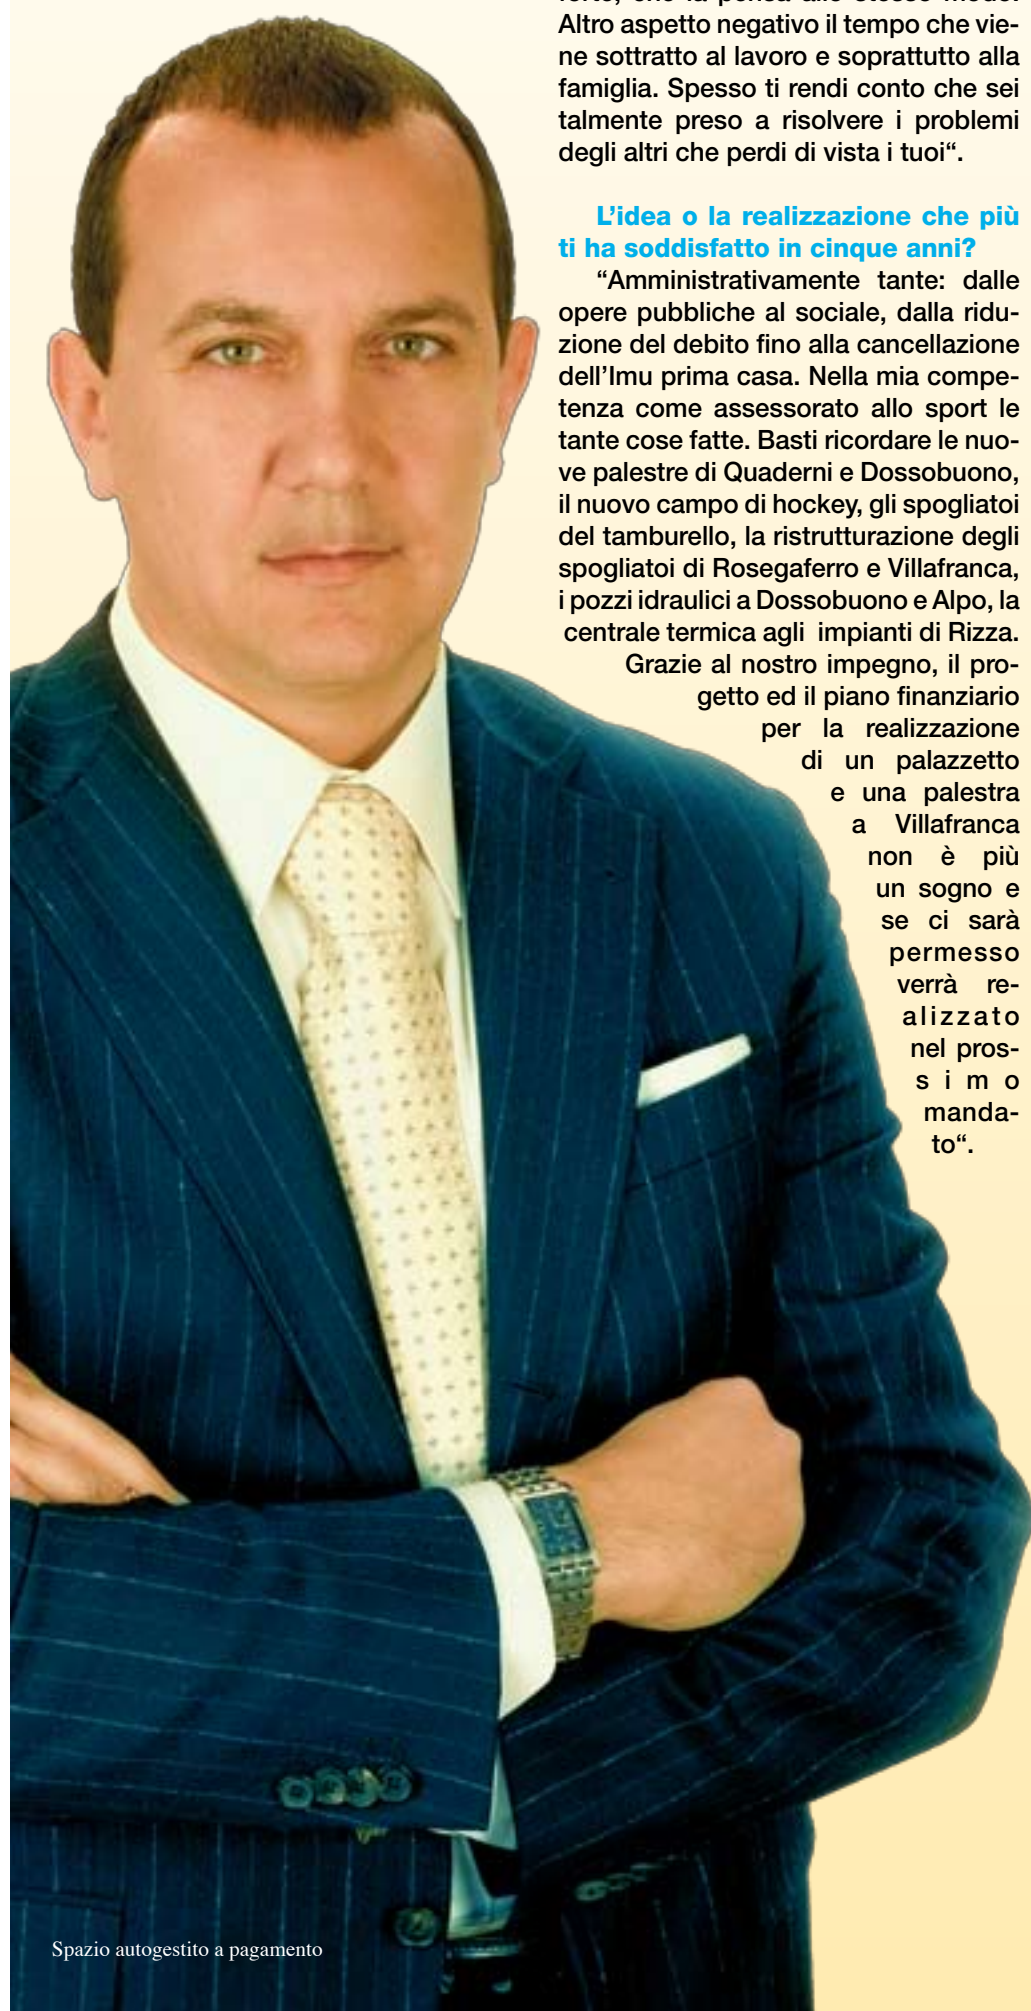 Altro aspetto negativo il tempo che vie-
ne sottratto al lavoro e soprattutto alla
famiglia. Spesso ti rendi conto che sei
talmente preso a risolvere i problemi
degli altri che perdi di vista i tuoi“.
L’idea o la realizzazione che più
ti ha soddisfatto in cinque anni?
“Amministrativamente tante: dalle
opere pubbliche al sociale, dalla ridu-
zione del debito fino alla cancellazione
dell’Imu prima casa. Nella mia compe-
tenza come assessorato allo sport le
tante cose fatte. Basti ricordare le nuo-
ve palestre di Quaderni e Dossobuono,
il nuovo campo di hockey, gli spogliatoi
del tamburello, la ristrutturazione degli
spogliatoi di Rosegaferro e Villafranca,
i pozzi idraulici a Dossobuono e Alpo, la
centrale termica agli impianti di Rizza.
Grazie al nostro impegno, il pro-
getto ed il piano finanziario
per la realizzazione
di un palazzetto
e una palestra
a Villafranca
non è più
un sogno e
se ci sarà
permesso
verrà re-
alizzato
nel pros-
simo
manda-
to“.
Spazio autogestito a pagamento